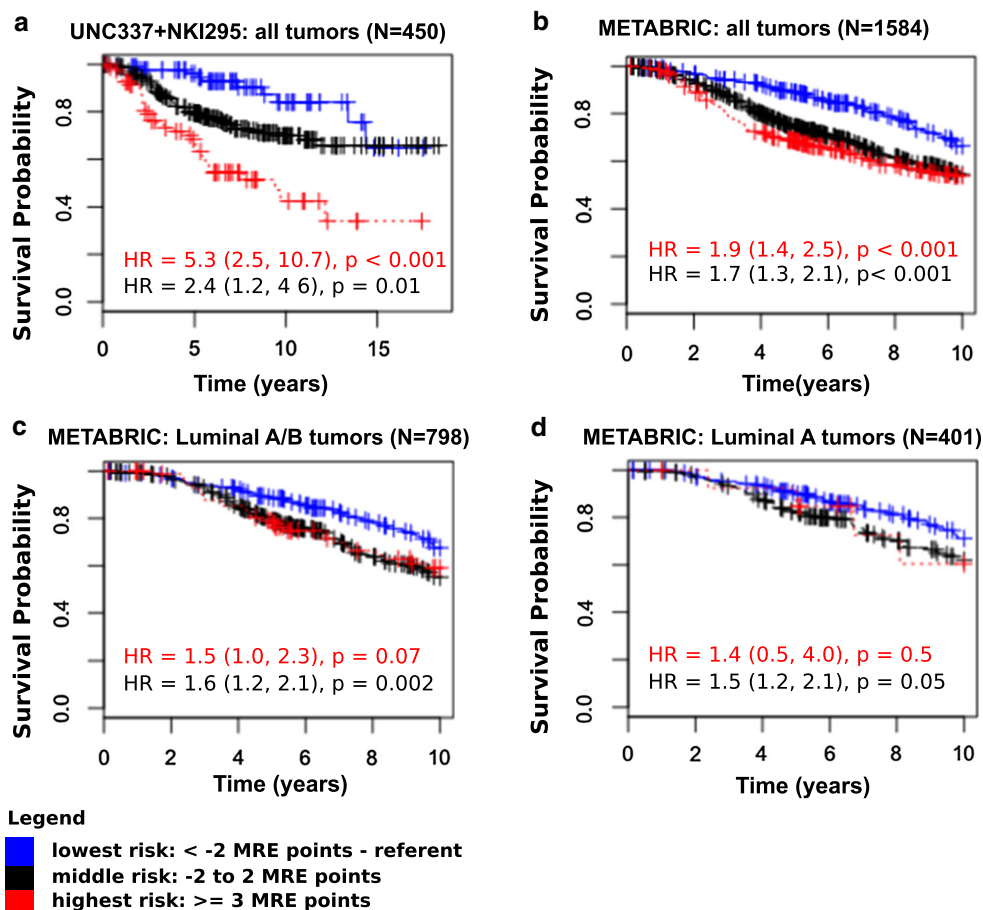 a
UNC337+NKI295: all tumors (N=450)
Survival Probability
0.8
0.4
0.0
HR = 5.3 (2.5, 10.7), p < 0.001
HR = 2.4 (1.2, 4 6), p = 0.01
0 5 10 15
Time (years)
b
METABRIC: all tumors (N=1584)
Survival Probability
0.8
0.4
0.0
HR = 1.9 (1.4, 2.5), p < 0.001
HR = 1.7 (1.3, 2.1), p< 0.001
0 2 4 6 8 10
Time(years)
c
METABRIC: Luminal A/B tumors (N=798)
Survival Probability
0.8
0.4
0.0
HR = 1.5 (1.0, 2.3), p = 0.07
HR = 1.6 (1.2, 2.1), p = 0.002
0 2 4 6 8 10
Time (years)
d
METABRIC: Luminal A tumors (N=401)
Survival Probability
0.8
0.4
0.0
HR = 1.4 (0.5, 4.0), p = 0.5
HR = 1.5 (1.2, 2.1), p = 0.05
0 2 4 6 8 10
Time (years)
Legend
lowest risk: < -2 MRE points - referent
middle risk: -2 to 2 MRE points
highest risk: >= 3 MRE points